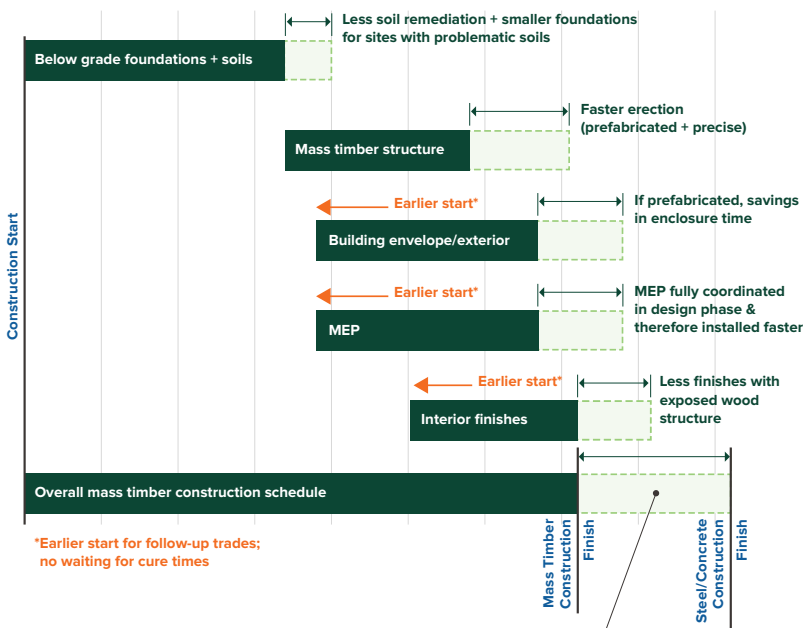 Less soil remediation + smaller foundations
for sites with problematic soils
Below grade foundations + soils
Faster erection
(prefabricated + precise)
Mass timber structure
Earlier start*
If prefabricated, savings
in enclosure time
Building envelope/exterior
Construction Start
Earlier start*
MEP fully coordinated
in design phase &
therefore installed faster
MEP
Earlier start*
Less finishes with
exposed wood
structure
Interior finishes
Overall mass timber construction schedule
*Earlier start for follow-up trades;
no waiting for cure times
Mass Timber
Construction
Finish
Steel/Concrete
Construction
Finish